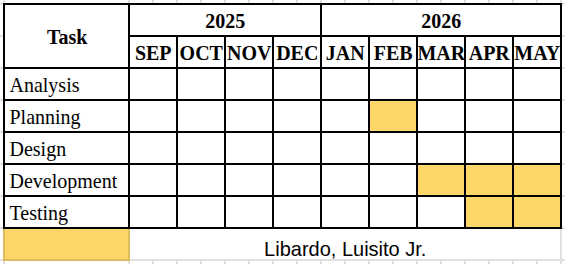 Task 2025 2026
SEP OCT NOV DEC JAN FEB MAR APR MAY
Analysis
Planning
Design
Development
Testing
Libardo, Luisito Jr.